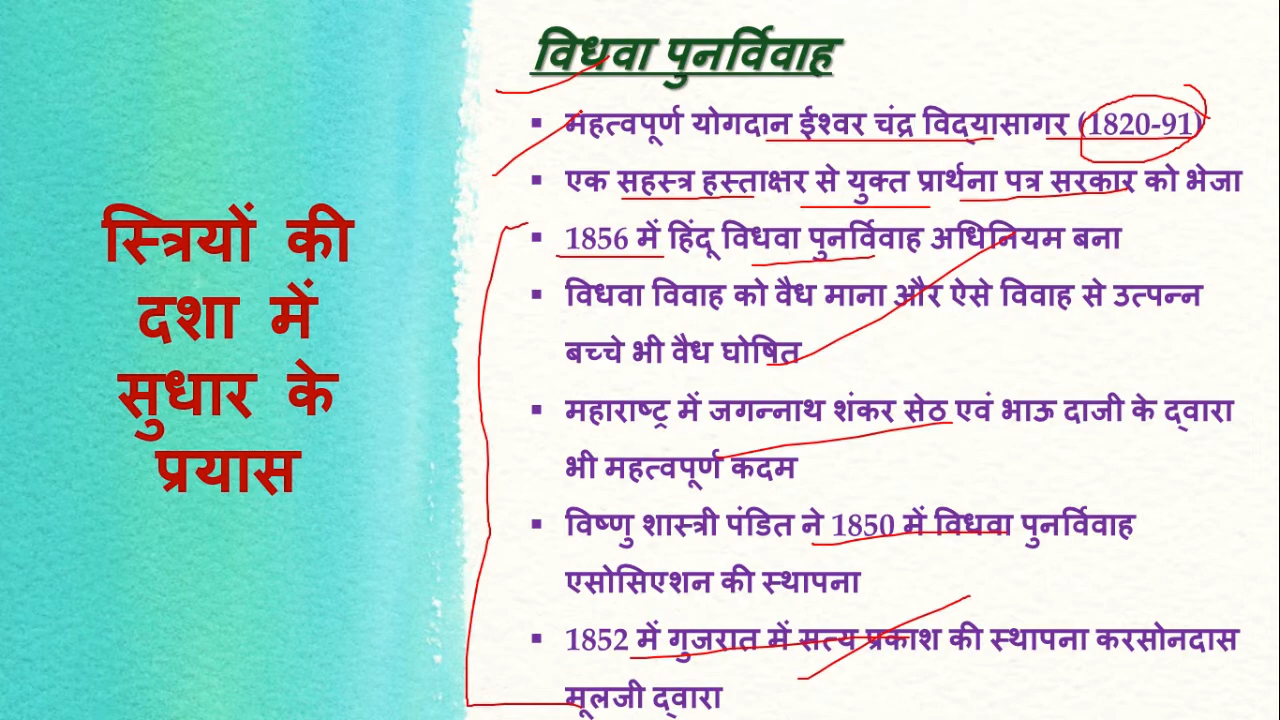 स्त्रियों की
दशा में
सुधार के
प्रयास
विधवा पुनर्विवाह
▪ महत्वपूर्ण योगदान ईश्वर चंद्र विद्यासागर (1820-91)
▪ एक सहस्त्र हस्ताक्षर से युक्त प्रार्थना पत्र सरकार को भेजा
▪ 1856 में हिंदू विधवा पुनर्विवाह अधिनियम बना
▪ विधवा विवाह को वैध माना और ऐसे विवाह से उत्पन्न
बच्चे भी वैध घोषित
▪ महाराष्ट्र में जगन्नाथ शंकर सेठ एवं भाऊ दाजी के द्वारा
भी महत्वपूर्ण कदम
▪ विष्णु शास्त्री पंडित ने 1850 में विधवा पुनर्विवाह
एसोसिएशन की स्थापना
▪ 1852 में गुजरात में सत्य प्रकाश की स्थापना करसोनदास
मूलजी द्वारा